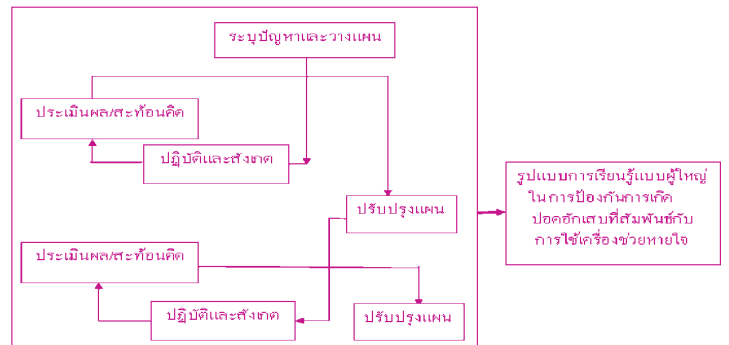 ระบุปัญหาและวางแผน
ประเมินผล/สะท้อนคิด
ปฏิบัติและสังเกต
ปรับปรุงแผน
ประเมินผล/สะท้อนคิด
ปฏิบัติและสังเกต
ปรับปรุงแผน
รูปแบบการเรียนรู้แบบผู้ใหญ่
ในการป้องกันการเกิด
ปอดอักเสบที่สัมพันธ์กับ
การใช้เครื่องช่วยหายใจ